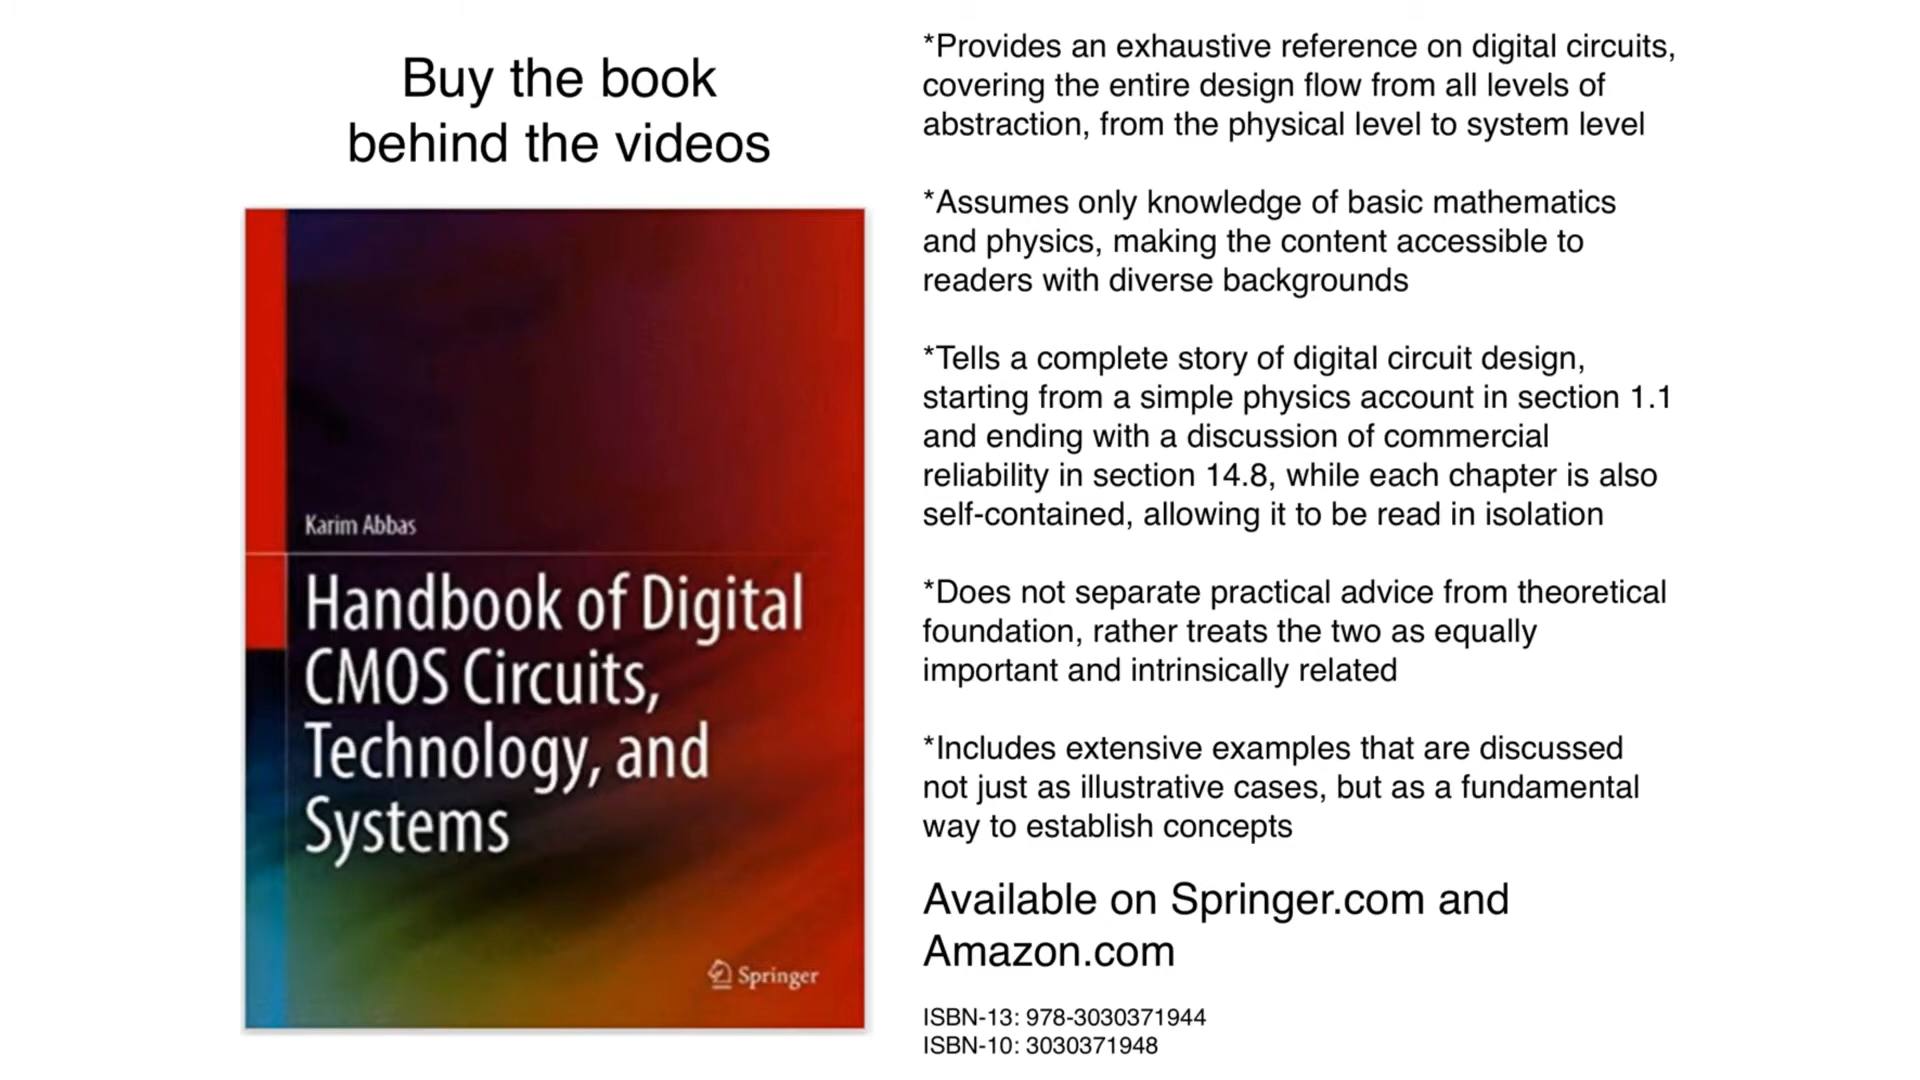 Buy the book
behind the videos
Karim Abbas
Handbook of Digital
CMOS Circuits,
Technology, and
Systems
Springer
*Provides an exhaustive reference on digital circuits,
covering the entire design flow from all levels of
abstraction, from the physical level to system level
*Assumes only knowledge of basic mathematics
and physics, making the content accessible to
readers with diverse backgrounds
*Tells a complete story of digital circuit design,
starting from a simple physics account in section 1.1
and ending with a discussion of commercial
reliability in section 14.8, while each chapter is also
self-contained, allowing it to be read in isolation
*Does not separate practical advice from theoretical
foundation, rather treats the two as equally
important and intrinsically related
*Includes extensive examples that are discussed
not just as illustrative cases, but as a fundamental
way to establish concepts
Available on Springer.com and
Amazon.com
ISBN-13: 978-3030371944
ISBN-10: 3030371948